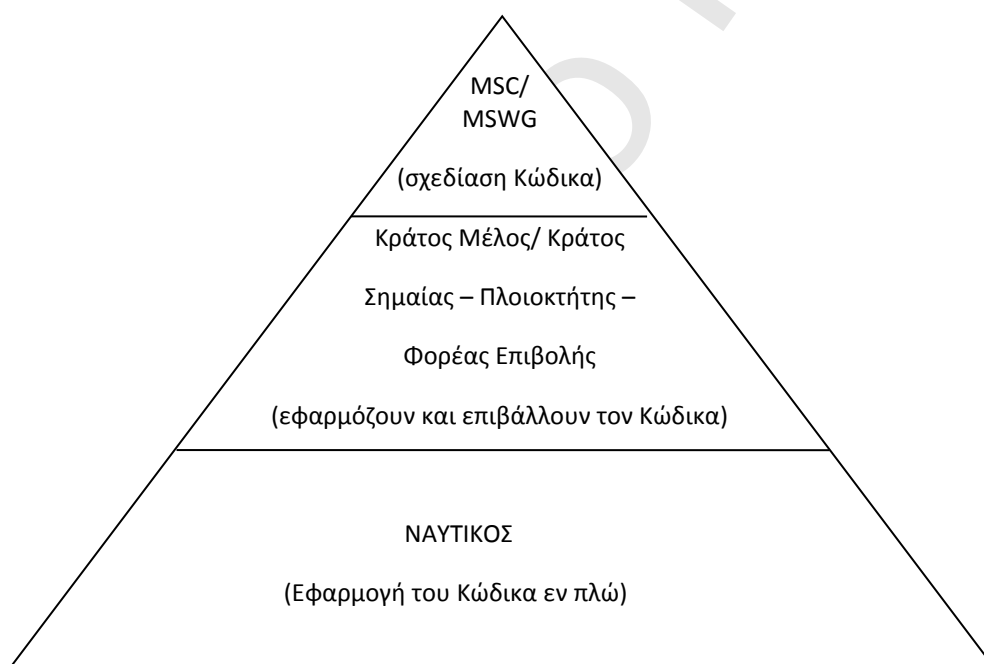 MSC/
MSWG
(σχεδίαση Κώδικα)
Κράτος Μέλος/ Κράτος
Σημαίας – Πλοιοκτήτης –
Φορέας Επιβολής
(εφαρμόζουν και επιβάλλουν τον Κώδικα)
ΝΑΥΤΙΚΟΣ
(Εφαρμογή του Κώδικα εν πλώ)